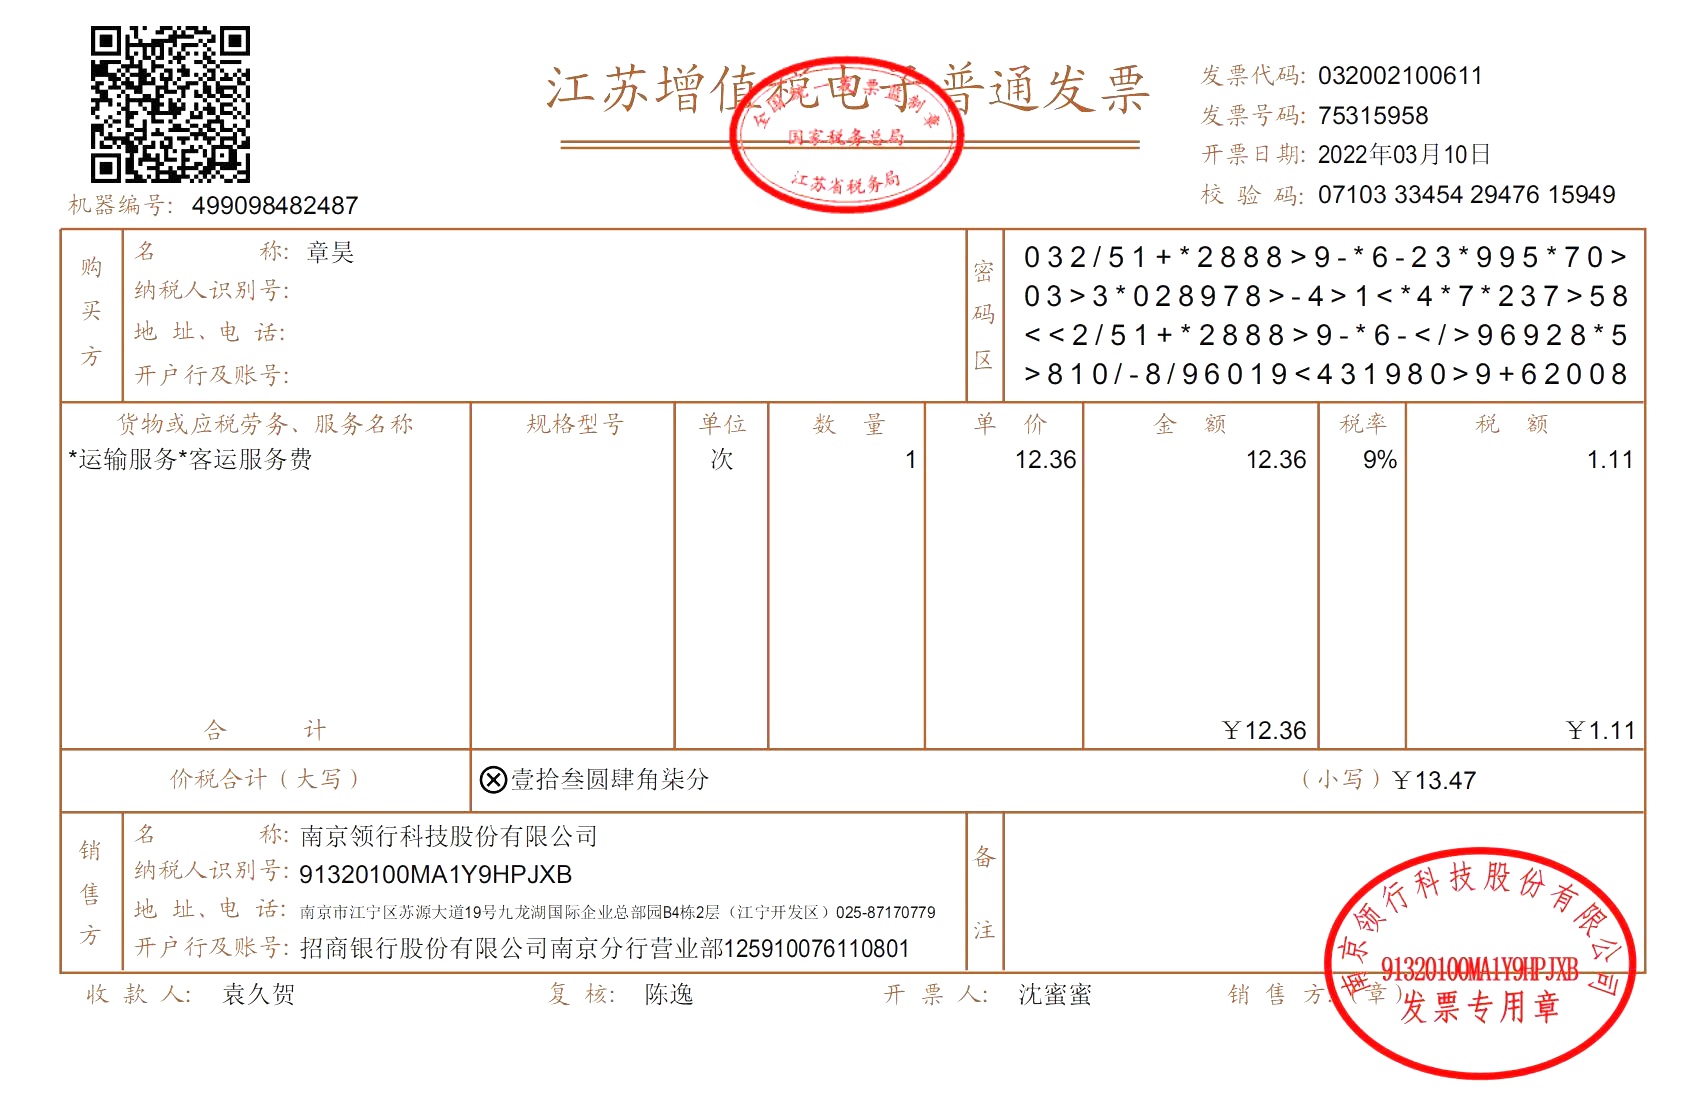 江苏增值税电子普通发票
全国统一发票监制章
国家税务总局
江苏省税务局
发票代码: 032002100611
发票号码: 75315958
开票日期: 2022年03月10日
校验码: 07103 33454 29476 15949
机器编号: 499098482487
购买方
名称: 章昊
纳税人识别号:
地址、电话:
开户行及账号:
密码区
032/51+*2888>9-*6-23*995*70>
03>3*028978>-4>1<*4*7*237>58
<<2/51+*2888>9-*6-</>96928*5
>810/-8/96019<431980>9+62008
货物或应税劳务、服务名称 规格型号 单位 数量 单价 金额 税率 税额
*运输服务*客运服务费 次 1 12.36 12.36 9% 1.11
合计 ￥12.36 ￥1.11
价税合计（大写） ⊗壹拾叁圆肆角柒分 （小写）￥13.47
销售方
名称: 南京领行科技股份有限公司
纳税人识别号: 91320100MA1Y9HPJXB
地址、电话: 南京市江宁区苏源大道19号九龙湖国际企业总部园B4栋2层（江宁开发区）025-87170779
开户行及账号: 招商银行股份有限公司南京分行营业部125910076110801
备注
收款人: 袁久贺 复核: 陈逸 开票人: 沈蜜蜜 销售方:（章）
南京领行科技股份有限公司
91320100MA1Y9HPJXB
发票专用章